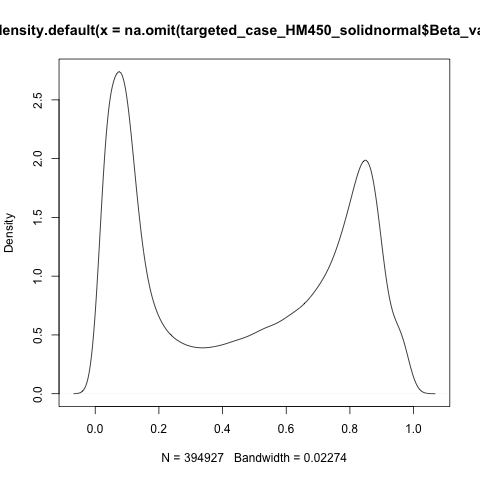 density.default(x = na.omit(targeted_case_HM450_solidnormal$Beta_va
Density
2.5
2.0
1.5
1.0
0.5
0.0
0.0 0.2 0.4 0.6 0.8 1.0
N = 394927 Bandwidth = 0.02274